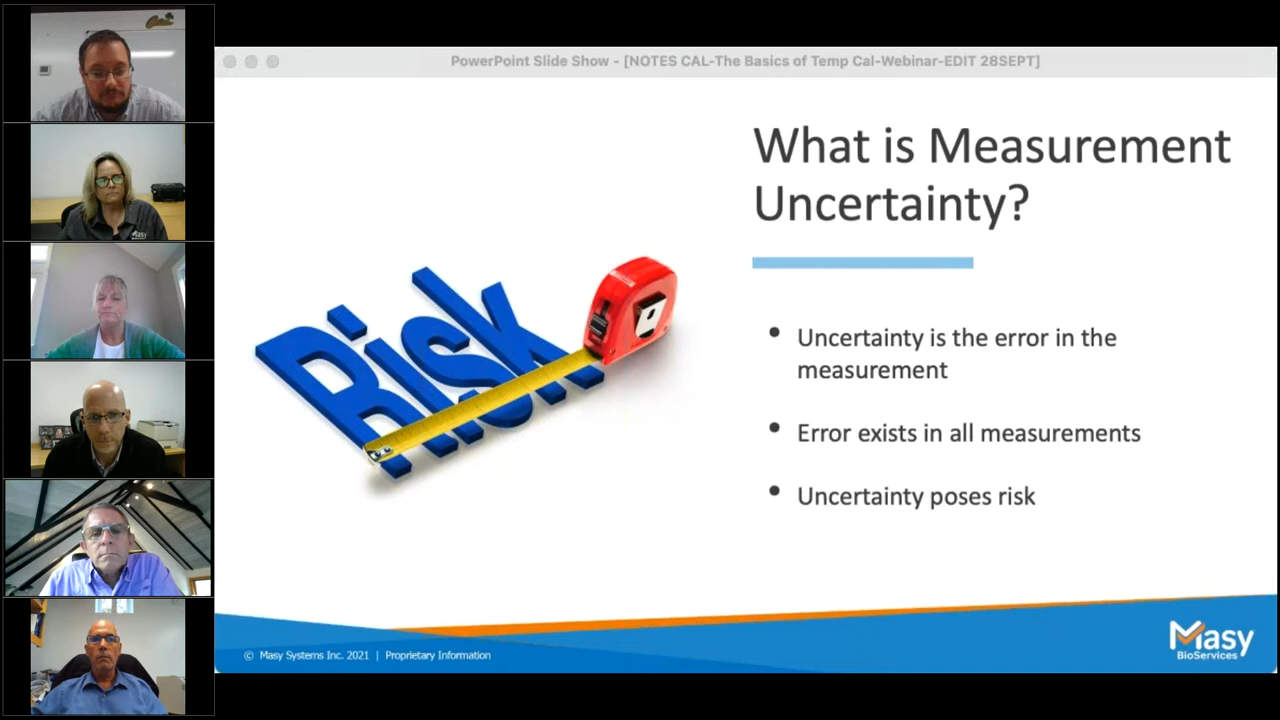 PowerPoint Slide Show - [NOTES CAL-The Basics of Temp Cal-Webinar-EDIT 28SEPT]
What is Measurement
Uncertainty?
Risk
• Uncertainty is the error in the
measurement
• Error exists in all measurements
• Uncertainty poses risk
© Masy Systems Inc. 2021 | Proprietary Information
Masy
BioServices
Masy